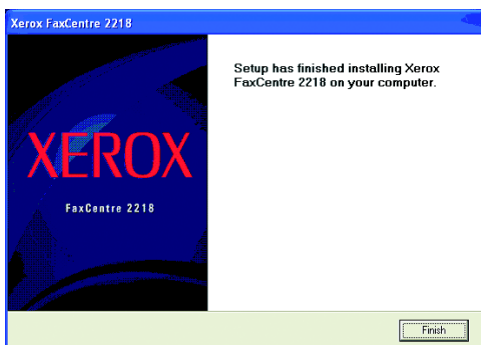 Xerox FaxCentre 2218
Setup has finished installing Xerox
FaxCentre 2218 on your computer.
XEROX
FaxCentre 2218
Finish